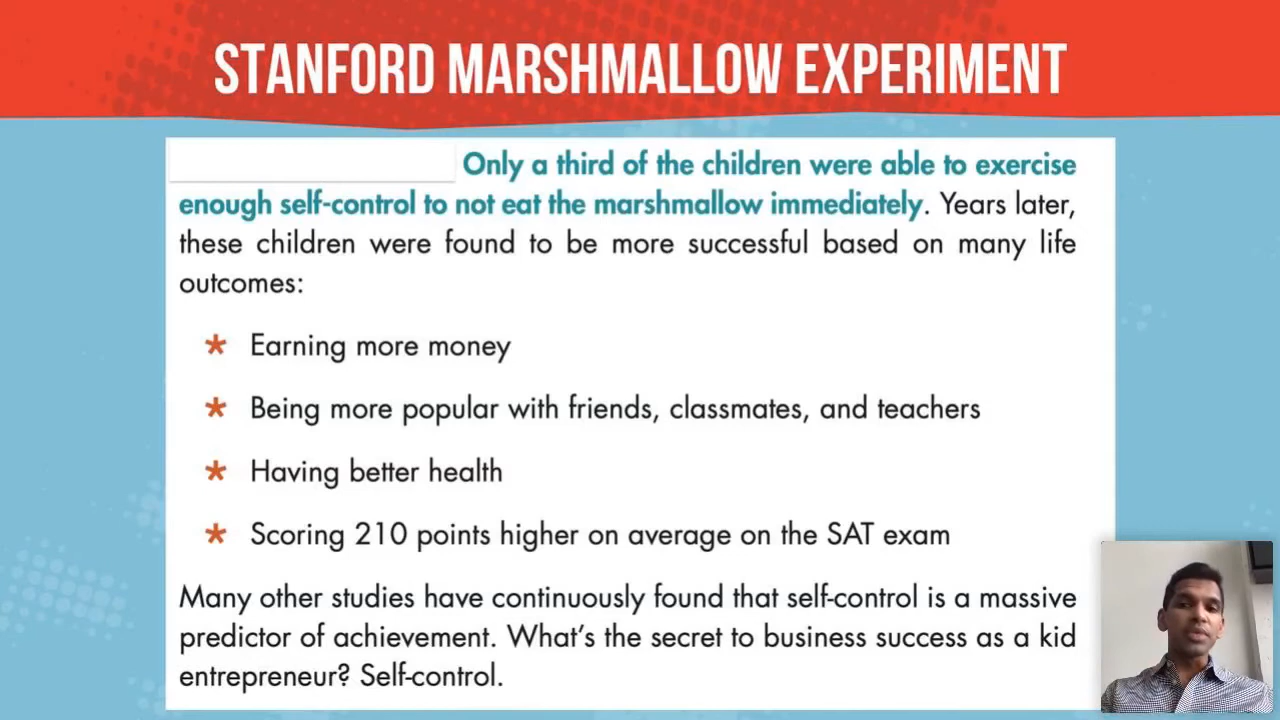 STANFORD MARSHMALLOW EXPERIMENT
Only a third of the children were able to exercise
enough self-control to not eat the marshmallow immediately. Years later,
these children were found to be more successful based on many life
outcomes:
* Earning more money
* Being more popular with friends, classmates, and teachers
* Having better health
* Scoring 210 points higher on average on the SAT exam
Many other studies have continuously found that self-control is a massive
predictor of achievement. What's the secret to business success as a kid
entrepreneur? Self-control.